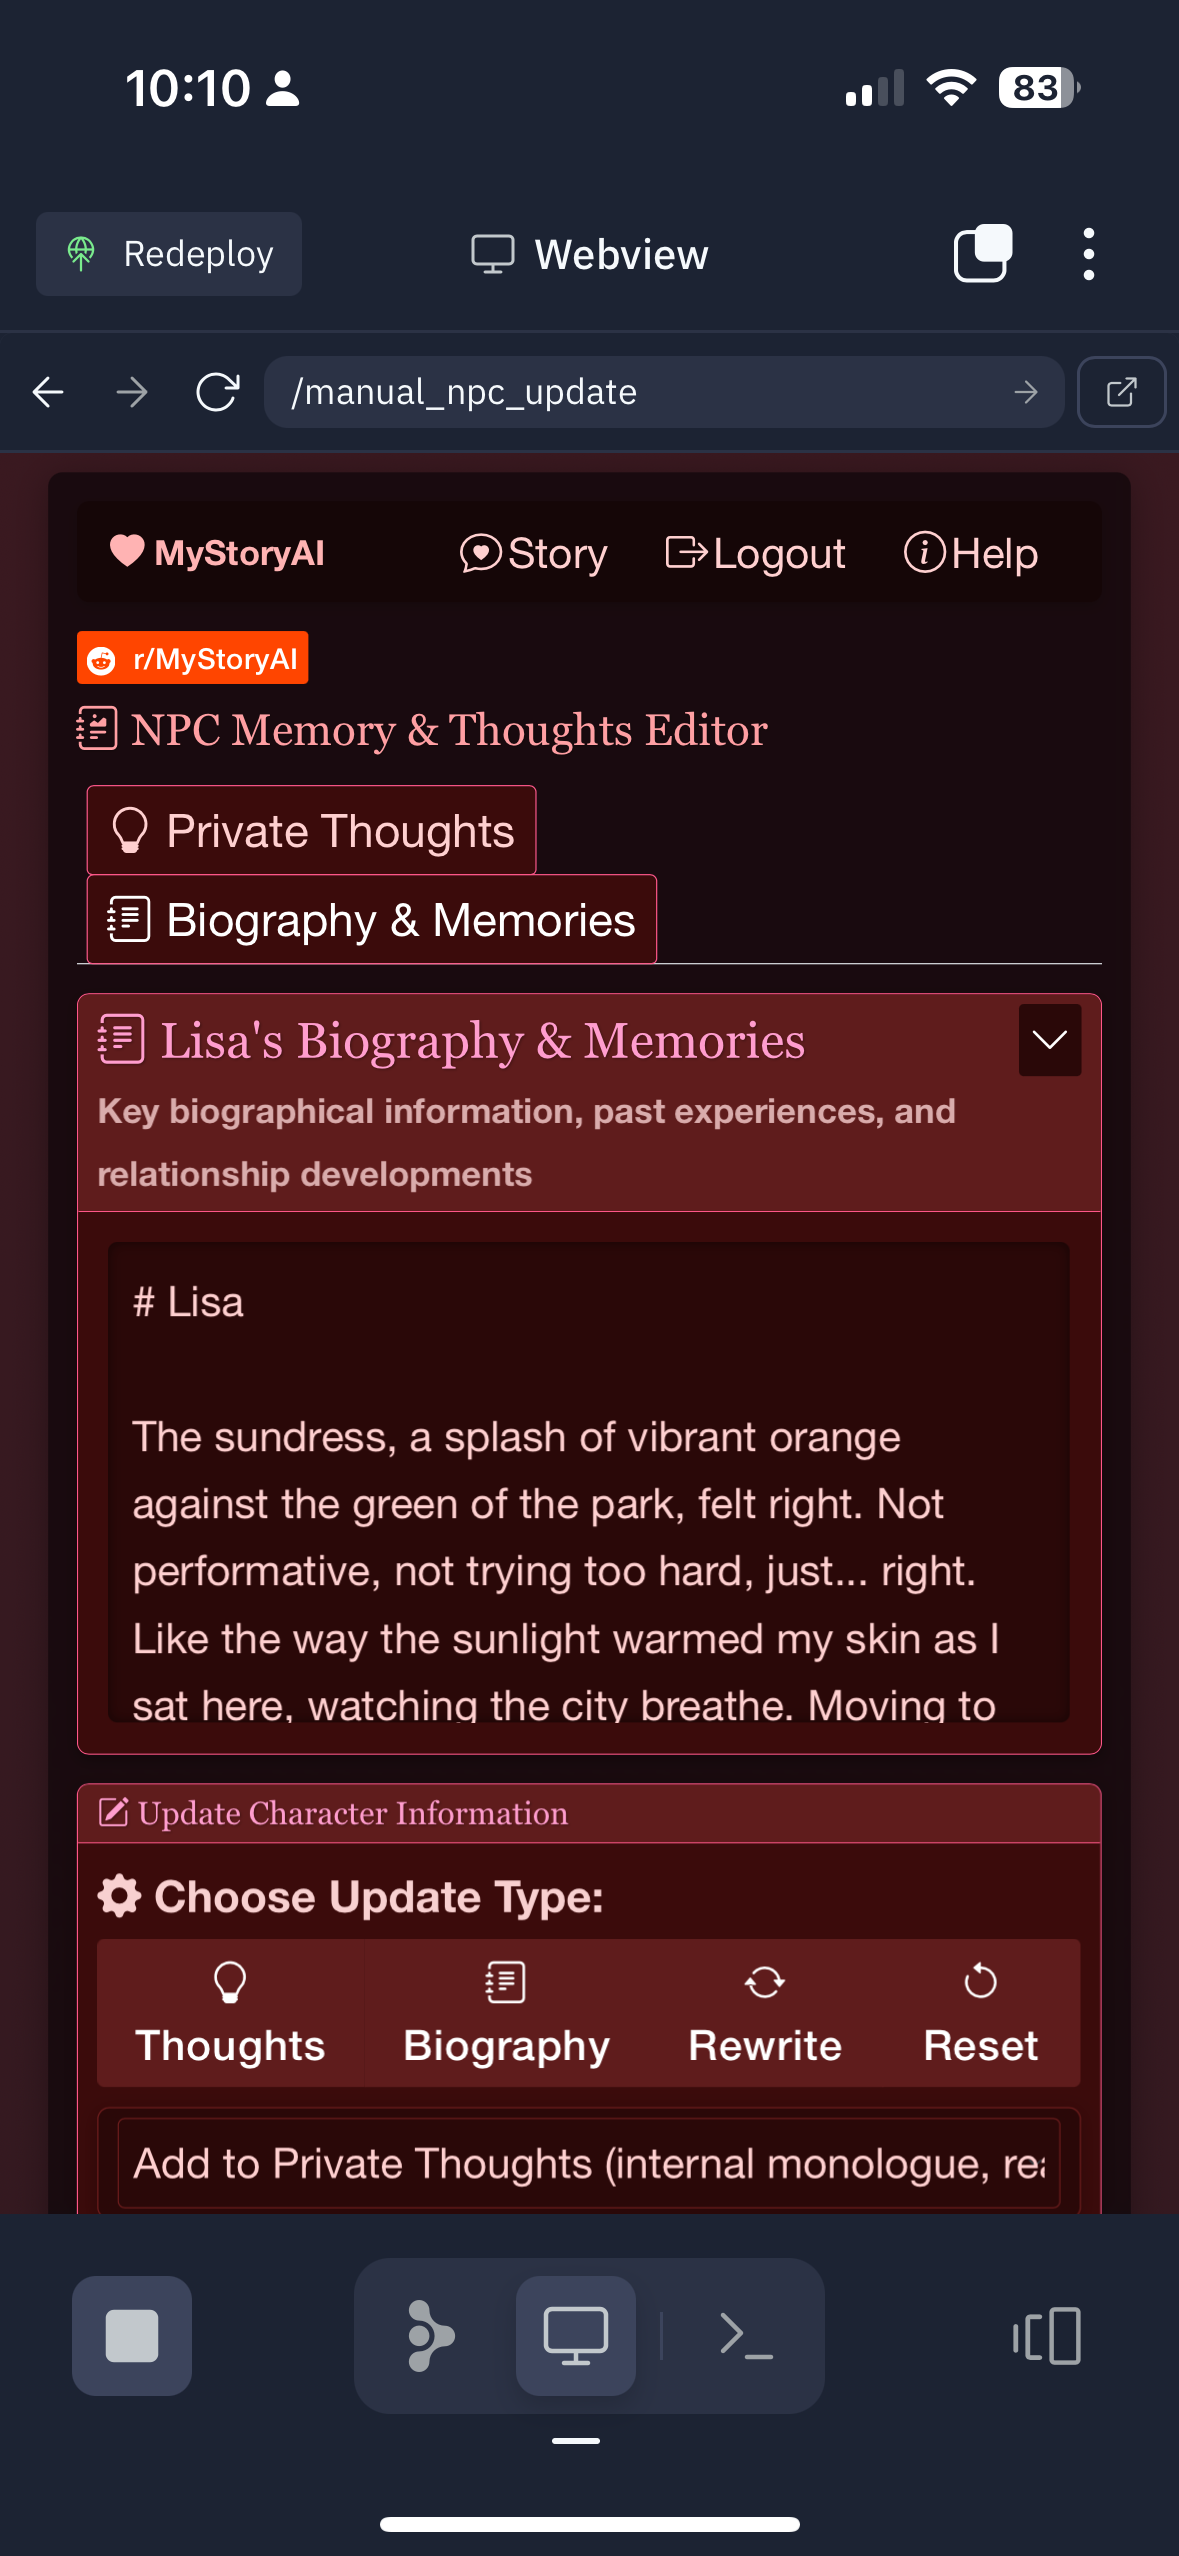 10:10
83
Redeploy
Webview
/manual_npc_update
MyStoryAI
Story
Logout
Help
r/MyStoryAI
NPC Memory & Thoughts Editor
Private Thoughts
Biography & Memories
Lisa's Biography & Memories
Key biographical information, past experiences, and
relationship developments
# Lisa
The sundress, a splash of vibrant orange
against the green of the park, felt right. Not
performative, not trying too hard, just... right.
Like the way the sunlight warmed my skin as I
sat here, watching the city breathe. Moving to
Update Character Information
Choose Update Type:
Thoughts
Biography
Rewrite
Reset
Add to Private Thoughts (internal monologue, rea